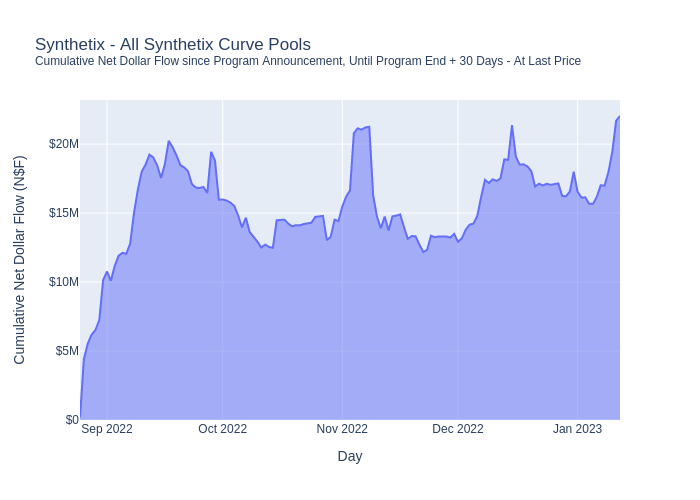 Synthetix - All Synthetix Curve Pools
Cumulative Net Dollar Flow since Program Announcement, Until Program End + 30 Days - At Last Price
Cumulative Net Dollar Flow (N$F)
$20M
$15M
$10M
$5M
$0
Sep 2022 Oct 2022 Nov 2022 Dec 2022 Jan 2023
Day